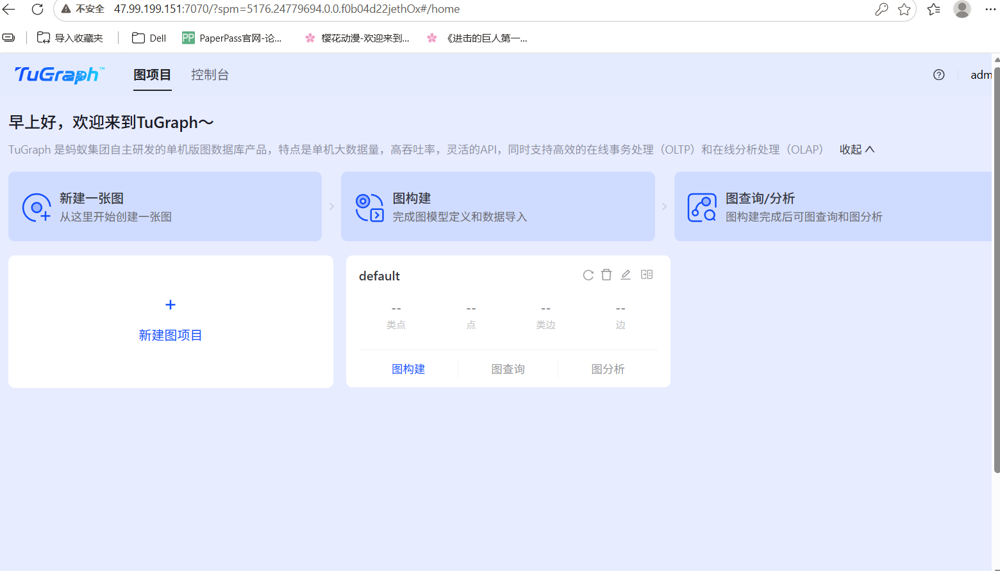 不安全 47.99.199.151:7070/?spm=5176.24779694.0.0.f0b04d22jethOx#/home
导入收藏夹 Dell PP PaperPass官网-论... 樱花动漫-欢迎来到... 《进击的巨人第一...
TuGraph™ 图项目 控制台 adm
早上好，欢迎来到TuGraph～
TuGraph 是蚂蚁集团自主研发的单机版图数据库产品，特点是单机大数据量，高吞吐率，灵活的API，同时支持高效的在线事务处理（OLTP）和在线分析处理（OLAP） 收起
新建一张图
从这里开始创建一张图
图构建
完成图模型定义和数据导入
图查询/分析
图构建完成后可图查询和图分析
+
新建图项目
default
-- -- -- --
类点 点 类边 边
图构建 图查询 图分析